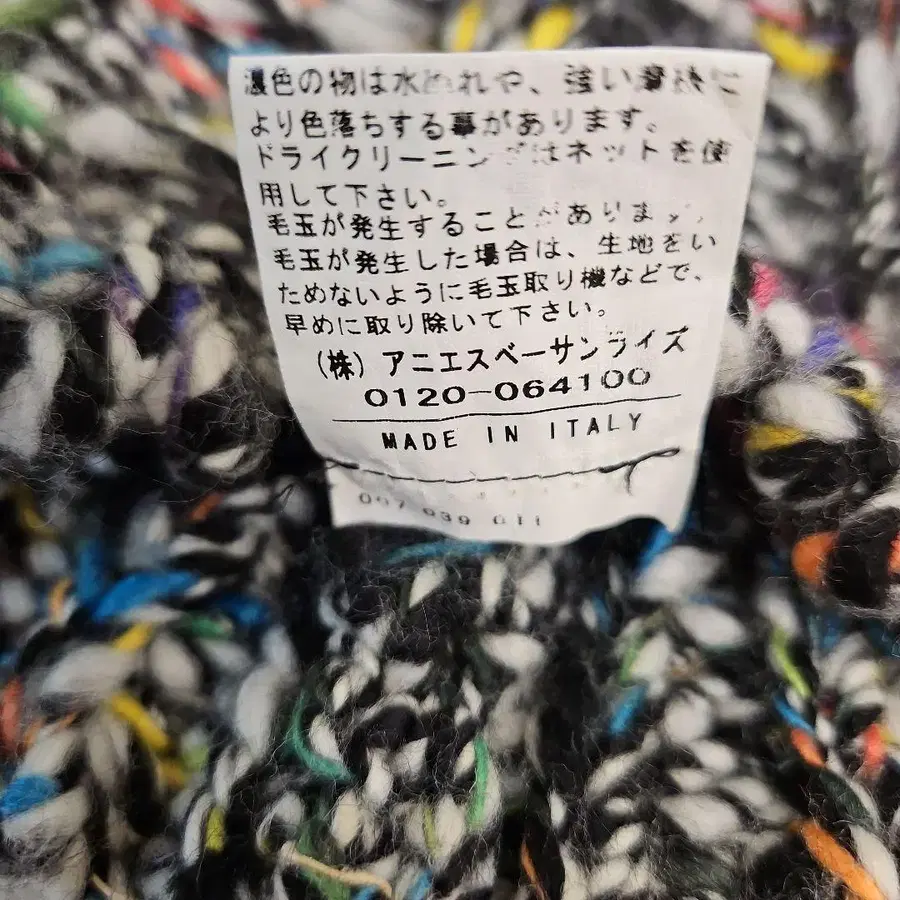 濃色の物は水ぬれや、強い摩擦に
より色落ちする事があります。
ドライクリーニングはネットを使
用して下さい。
毛玉が発生することがあります。
毛玉が発生した場合は、生地をい
ためないように毛玉取り機などで、
早めに取り除いて下さい。
(株) アニエスベーサンライズ
0120-064100
MADE IN ITALY
007 039 011